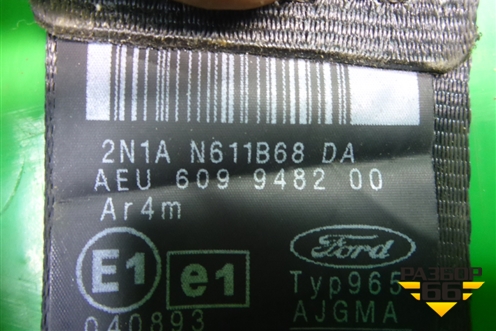 2N1A N611B68 DA
AEU 609 9482 00
Ar4m
E1 e1 Ford
Typ965
040893 AJGMA
РАЗБОР
66